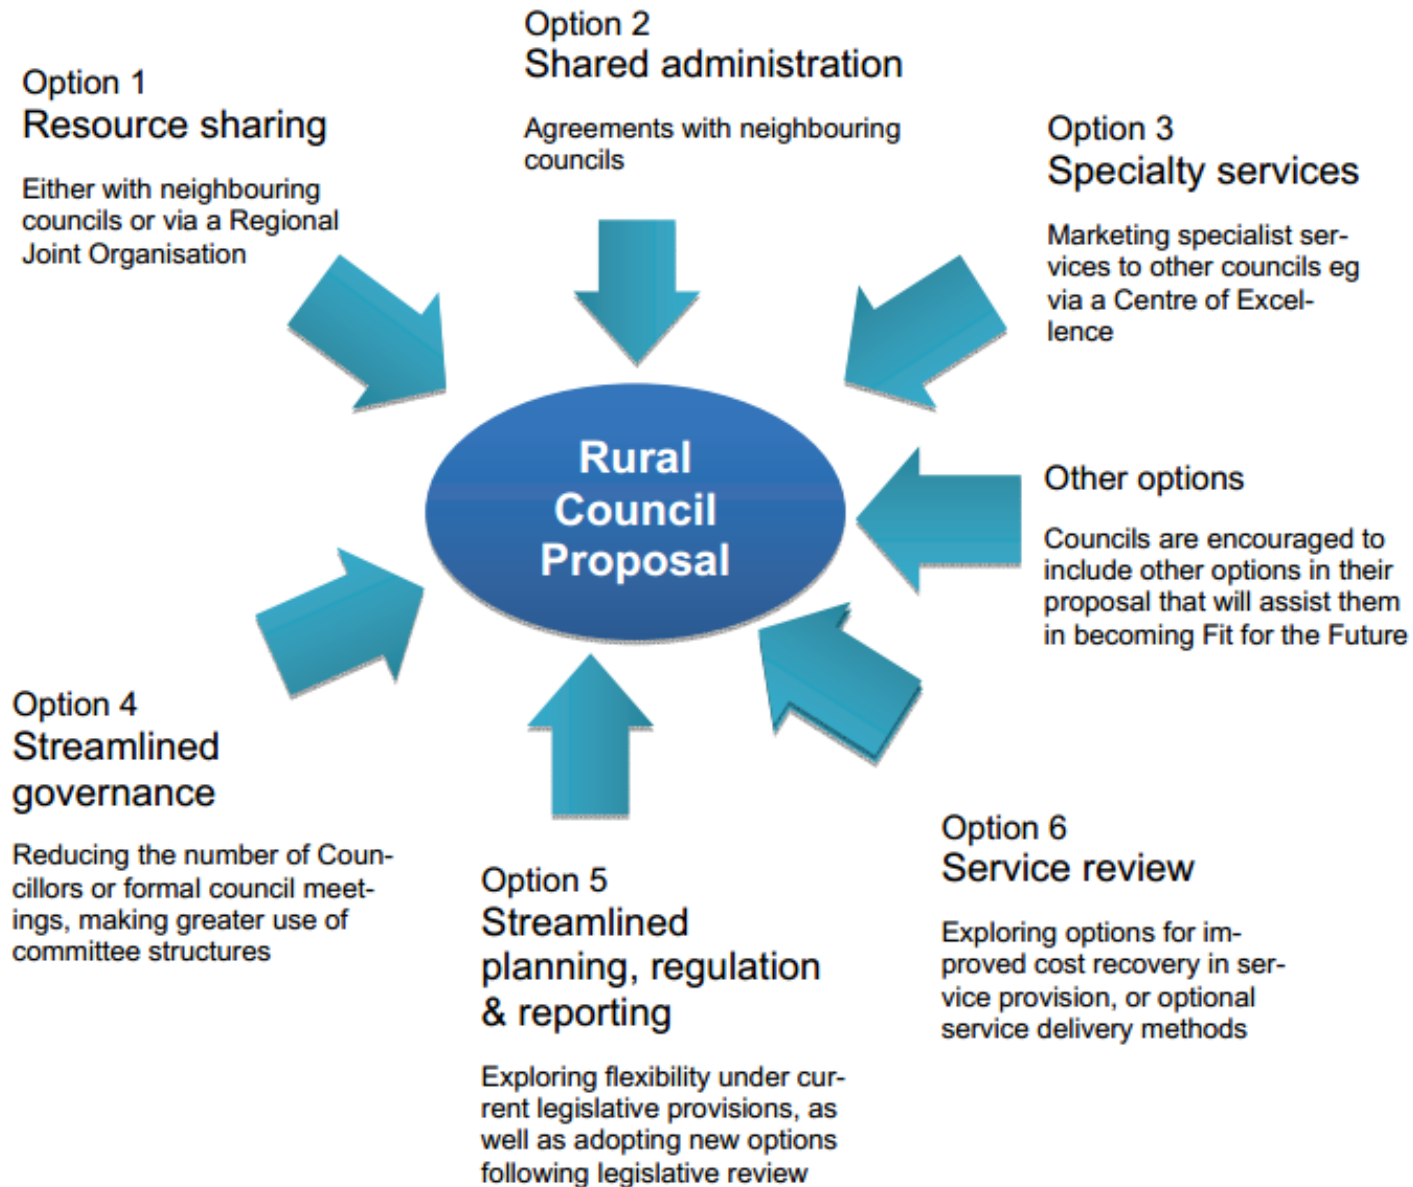 Option 1
Resource sharing
Either with neighbouring
councils or via a Regional
Joint Organisation
Option 2
Shared administration
Agreements with neighbouring
councils
Option 3
Specialty services
Marketing specialist ser-
vices to other councils eg
via a Centre of Excel-
lence
Rural
Council
Proposal
Other options
Councils are encouraged to
include other options in their
proposal that will assist them
in becoming Fit for the Future
Option 4
Streamlined
governance
Reducing the number of Coun-
cillors or formal council meet-
ings, making greater use of
committee structures
Option 5
Streamlined
planning, regulation
& reporting
Exploring flexibility under cur-
rent legislative provisions, as
well as adopting new options
following legislative review
Option 6
Service review
Exploring options for im-
proved cost recovery in ser-
vice provision, or optional
service delivery methods